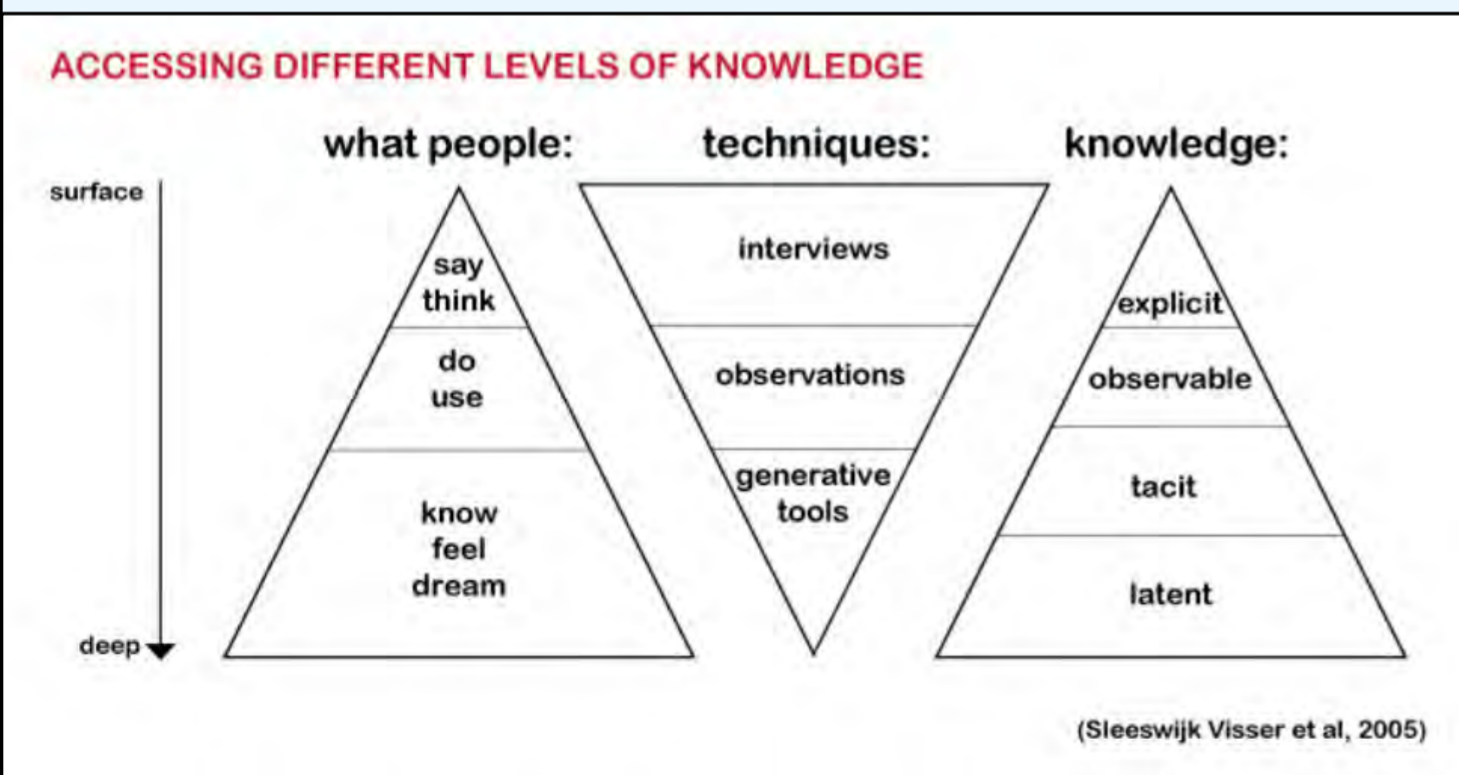 ACCESSING DIFFERENT LEVELS OF KNOWLEDGE
what people:
techniques:
knowledge:
surface
deep
say
think
do
use
know
feel
dream
interviews
observations
generative
tools
explicit
observable
tacit
latent
(Sleeswijk Visser et al, 2005)